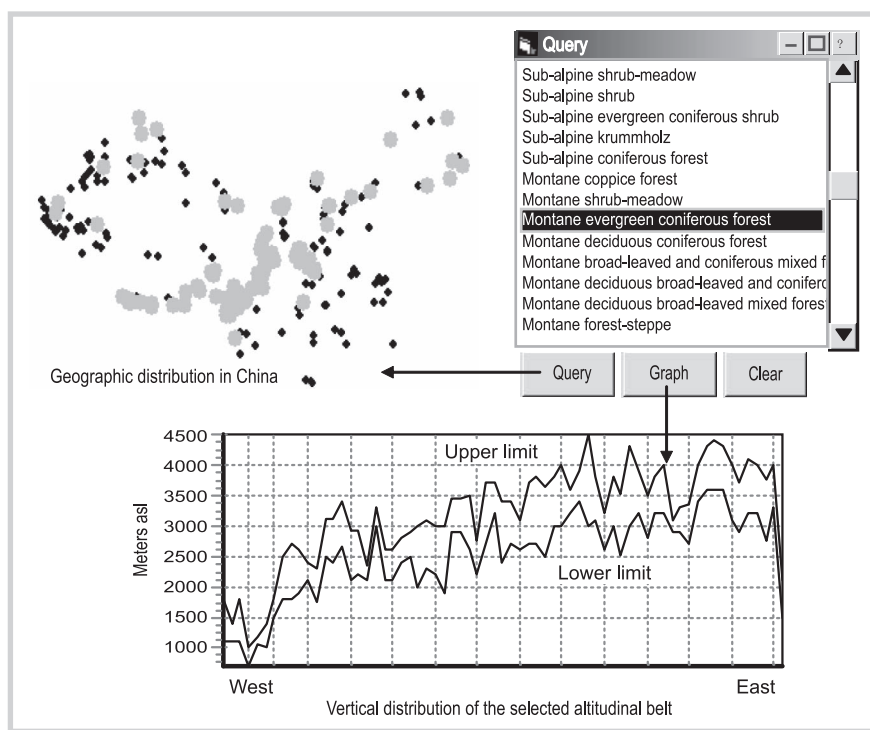 Query
?
Sub-alpine shrub-meadow
Sub-alpine shrub
Sub-alpine evergreen coniferous shrub
Sub-alpine krummholz
Sub-alpine coniferous forest
Montane coppice forest
Montane shrub-meadow
Montane evergreen coniferous forest
Montane deciduous coniferous forest
Montane broad-leaved and coniferous mixed f
Montane deciduous broad-leaved and conifero
Montane deciduous broad-leaved mixed forest
Montane forest-steppe
Geographic distribution in China
Query Graph Clear
4500
4000
3500
3000
2500
2000
1500
1000
Meters asl
Upper limit
Lower limit
West East
Vertical distribution of the selected altitudinal belt